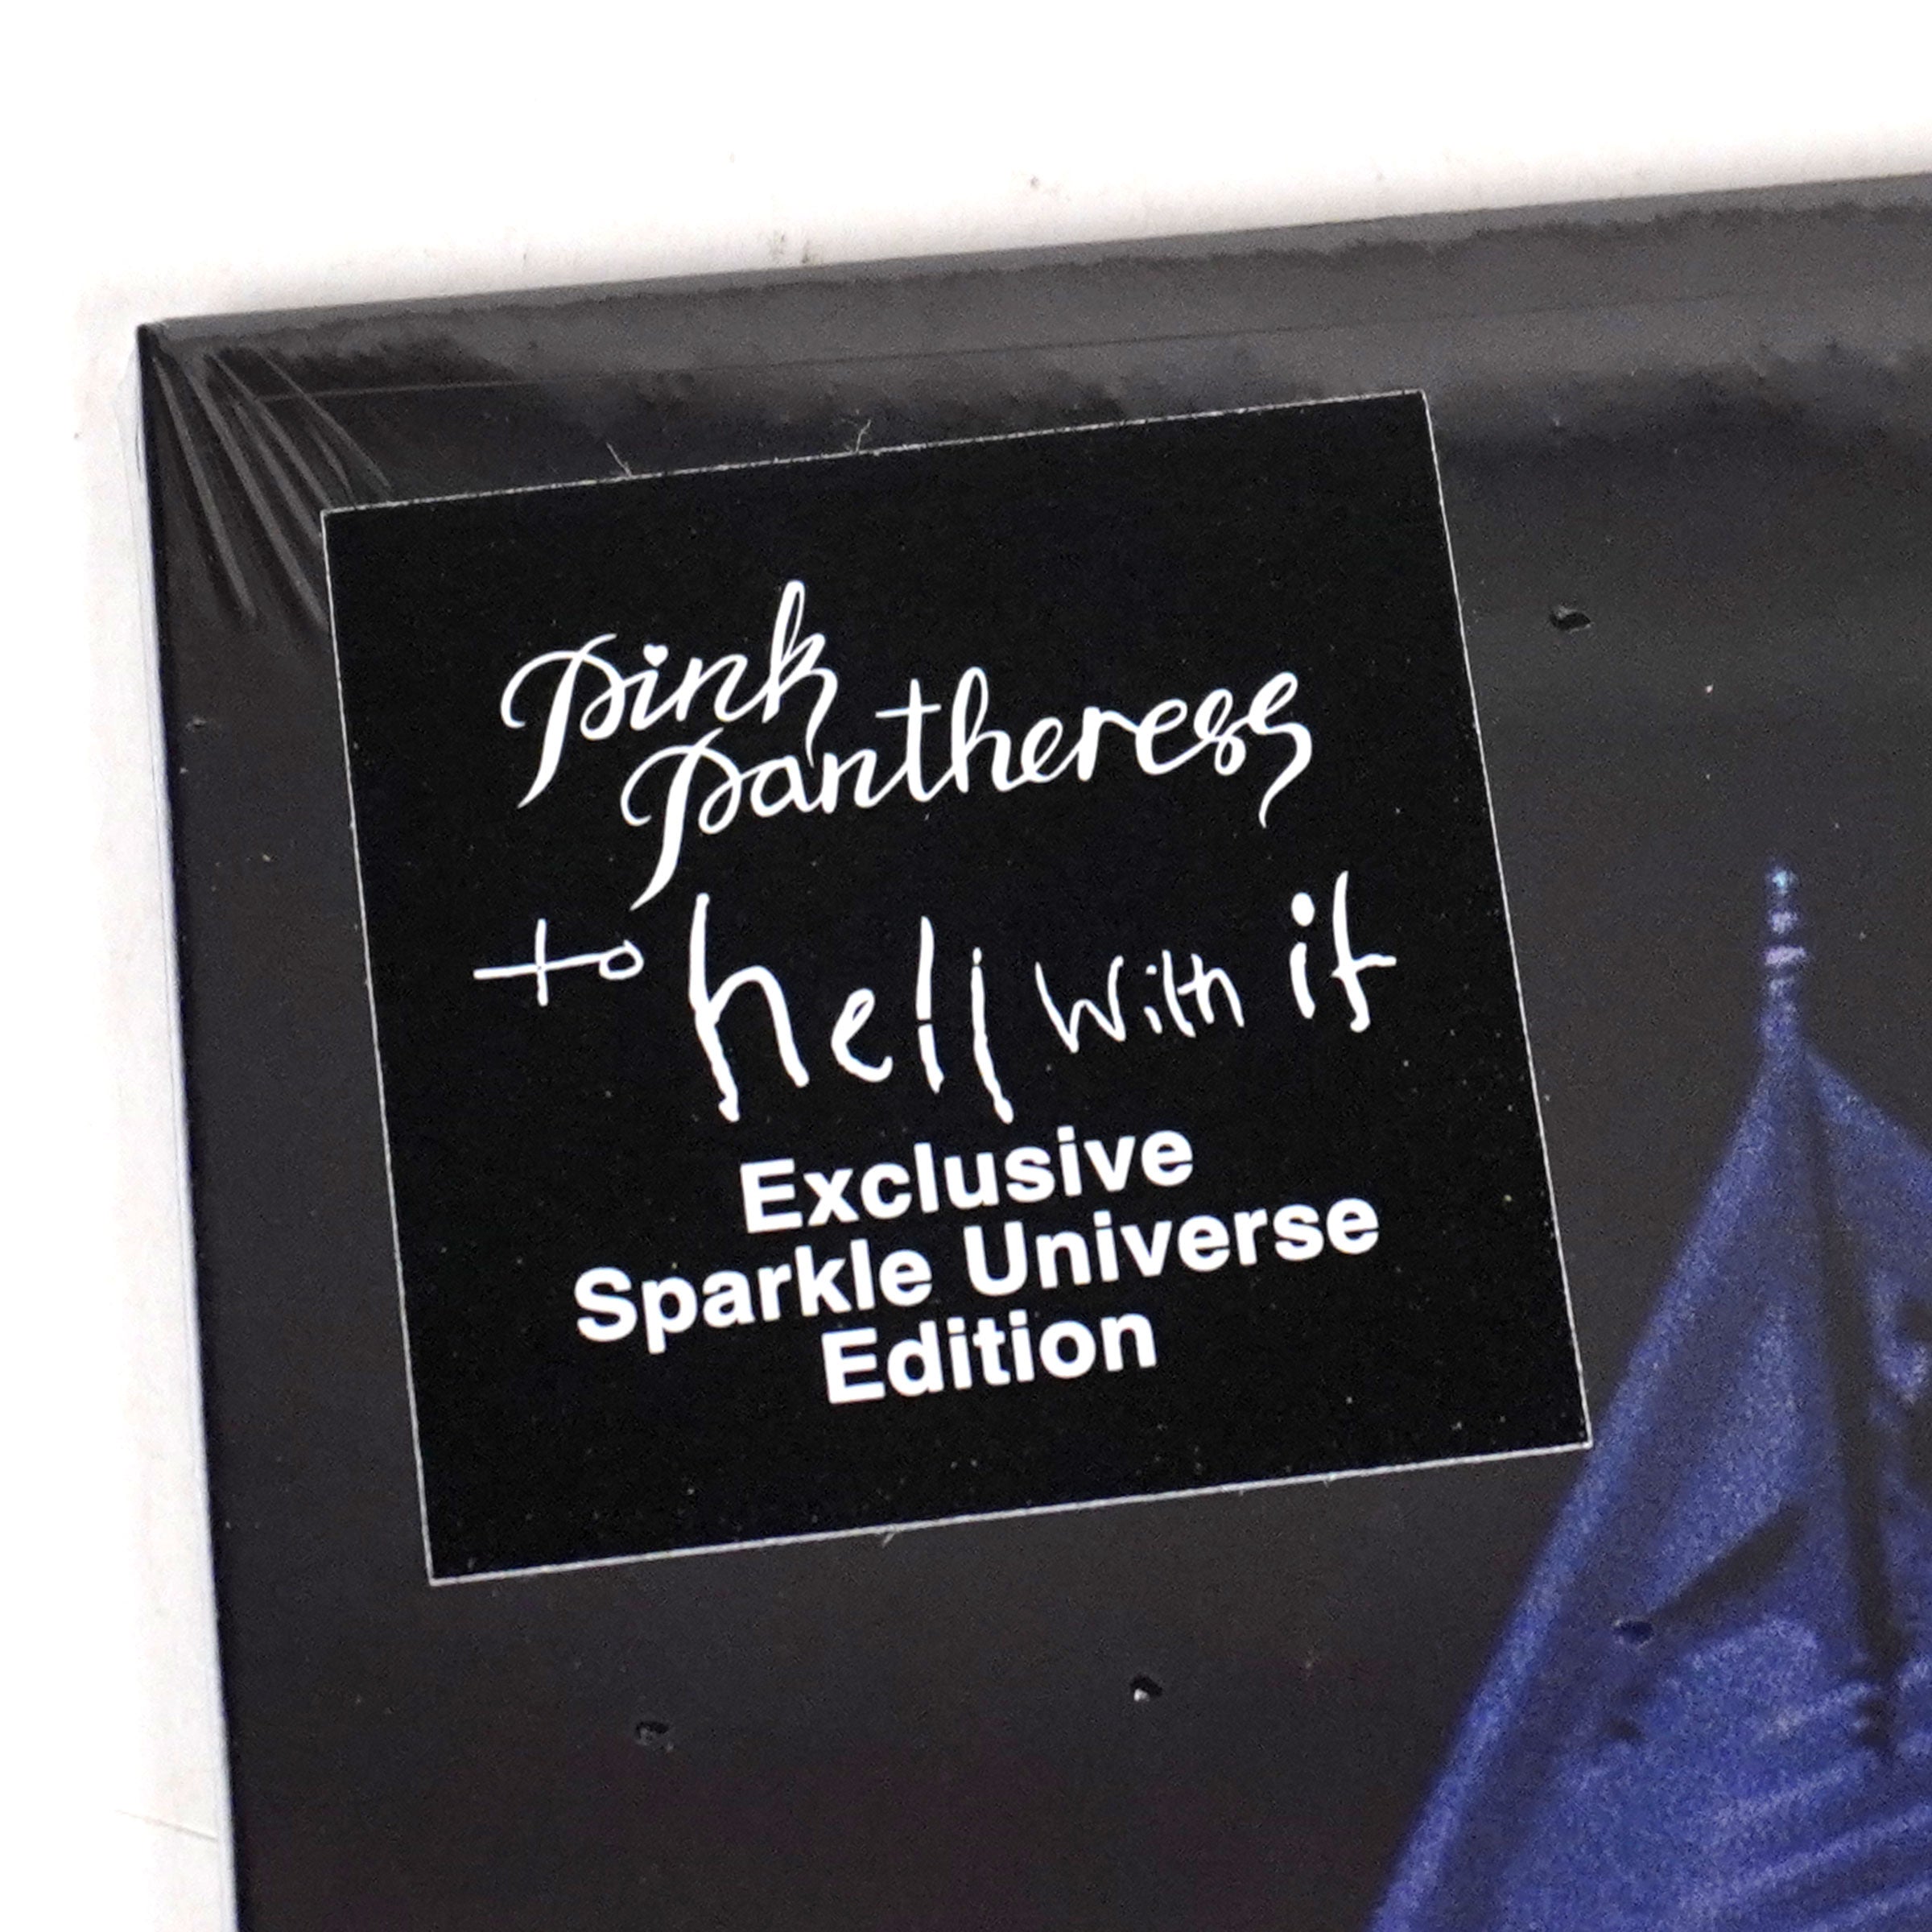 Pink
Pantheress
to hell with it
Exclusive
Sparkle Universe
Edition